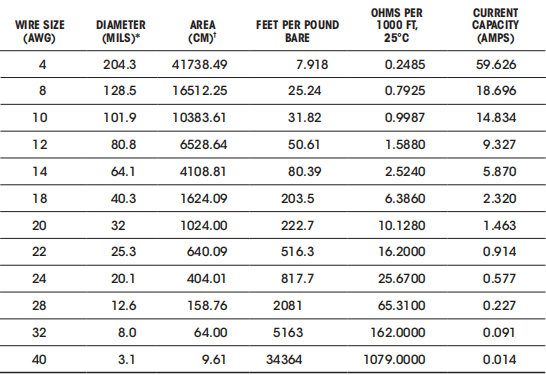 WIRE SIZE (AWG) DIAMETER (MILS)* AREA (CM)† FEET PER POUND BARE OHMS PER 1000 FT, 25°C CURRENT CAPACITY (AMPS)
4 204.3 41738.49 7.918 0.2485 59.626
8 128.5 16512.25 25.24 0.7925 18.696
10 101.9 10383.61 31.82 0.9987 14.834
12 80.8 6528.64 50.61 1.5880 9.327
14 64.1 4108.81 80.39 2.5240 5.870
18 40.3 1624.09 203.5 6.3860 2.320
20 32 1024.00 222.7 10.1280 1.463
22 25.3 640.09 516.3 16.2000 0.914
24 20.1 404.01 817.7 25.6700 0.577
28 12.6 158.76 2081 65.3100 0.227
32 8.0 64.00 5163 162.0000 0.091
40 3.1 9.61 34364 1079.0000 0.014